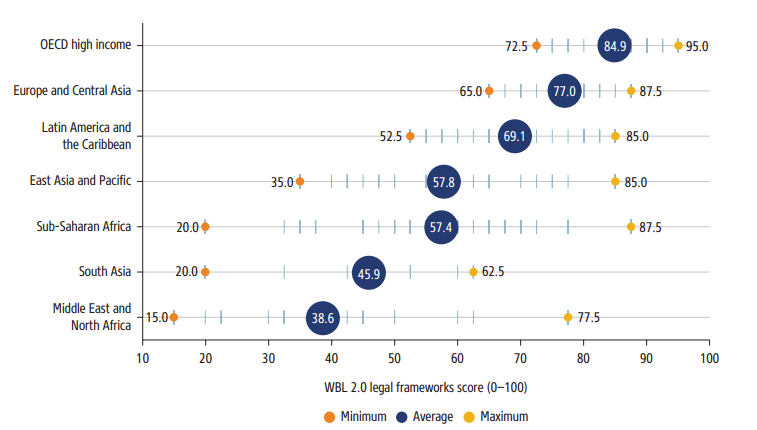 OECD high income
72.5
84.9
95.0
Europe and Central Asia
65.0
77.0
87.5
Latin America and
the Caribbean
52.5
69.1
85.0
East Asia and Pacific
35.0
57.8
85.0
Sub-Saharan Africa
20.0
57.4
87.5
South Asia
20.0
45.9
62.5
Middle East and
North Africa
15.0
38.6
77.5
10 20 30 40 50 60 70 80 90 100
WBL 2.0 legal frameworks score (0–100)
Minimum Average Maximum